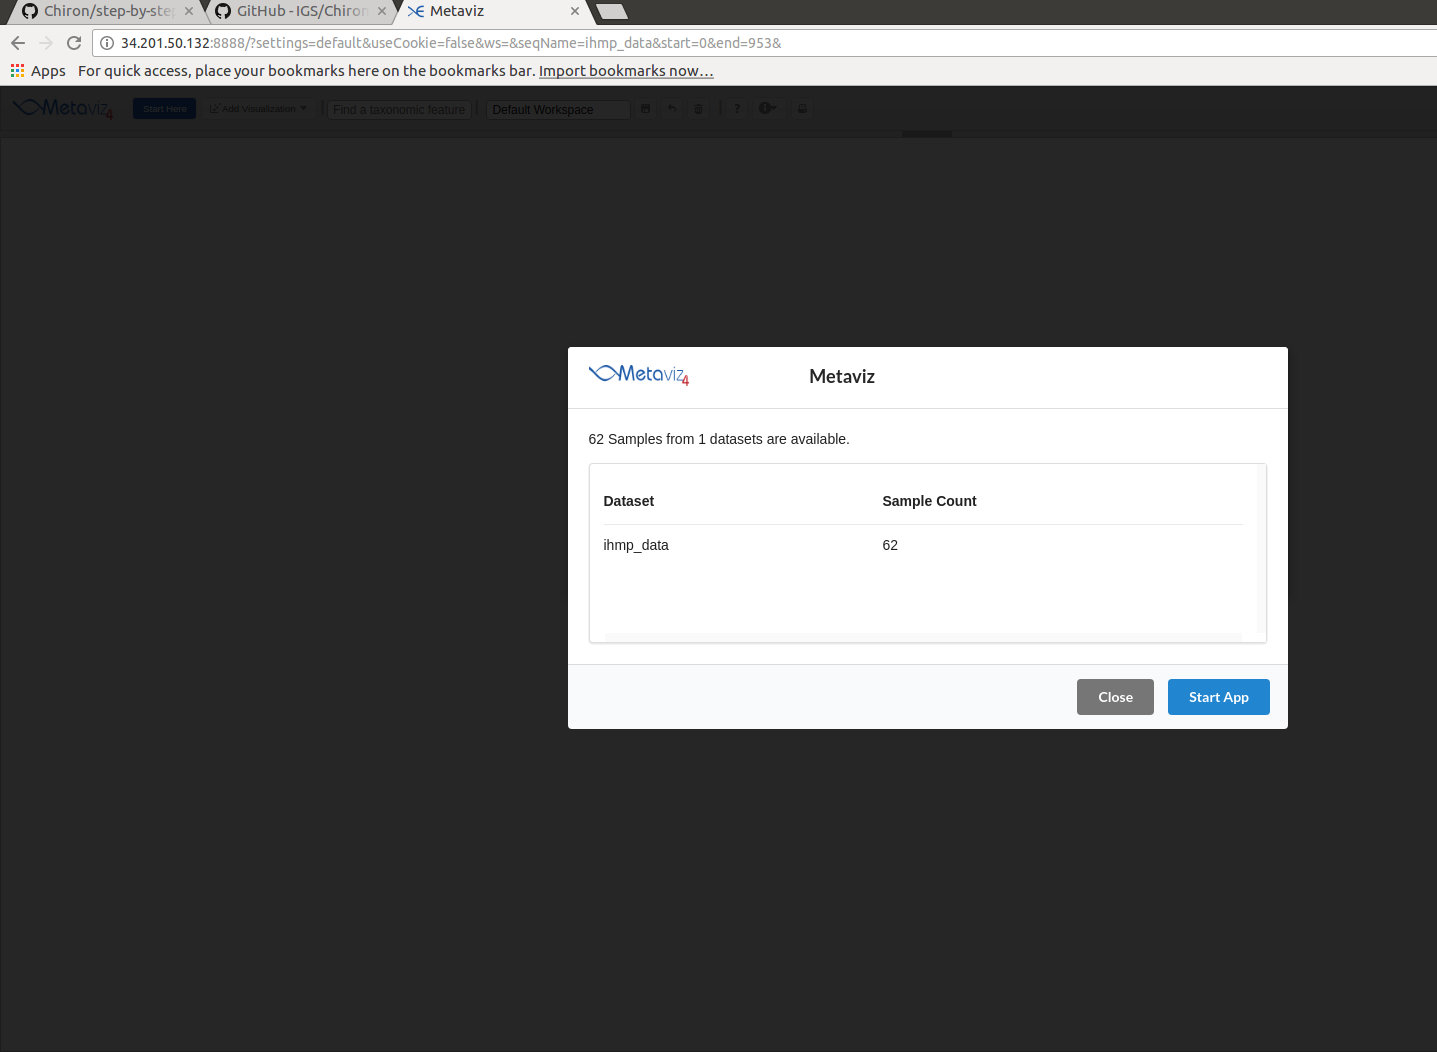 Chiron/step-by-step
GitHub - IGS/Chiron
Metaviz
34.201.50.132:8888/?settings=default&useCookie=false&ws=&seqName=ihmp_data&start=0&end=953&
Apps For quick access, place your bookmarks here on the bookmarks bar. Import bookmarks now...
Metaviz4 Start Here Add Visualization Find a taxonomic feature Default Workspace ?
Metaviz4 Metaviz
62 Samples from 1 datasets are available.
Dataset Sample Count
ihmp_data 62
Close Start App